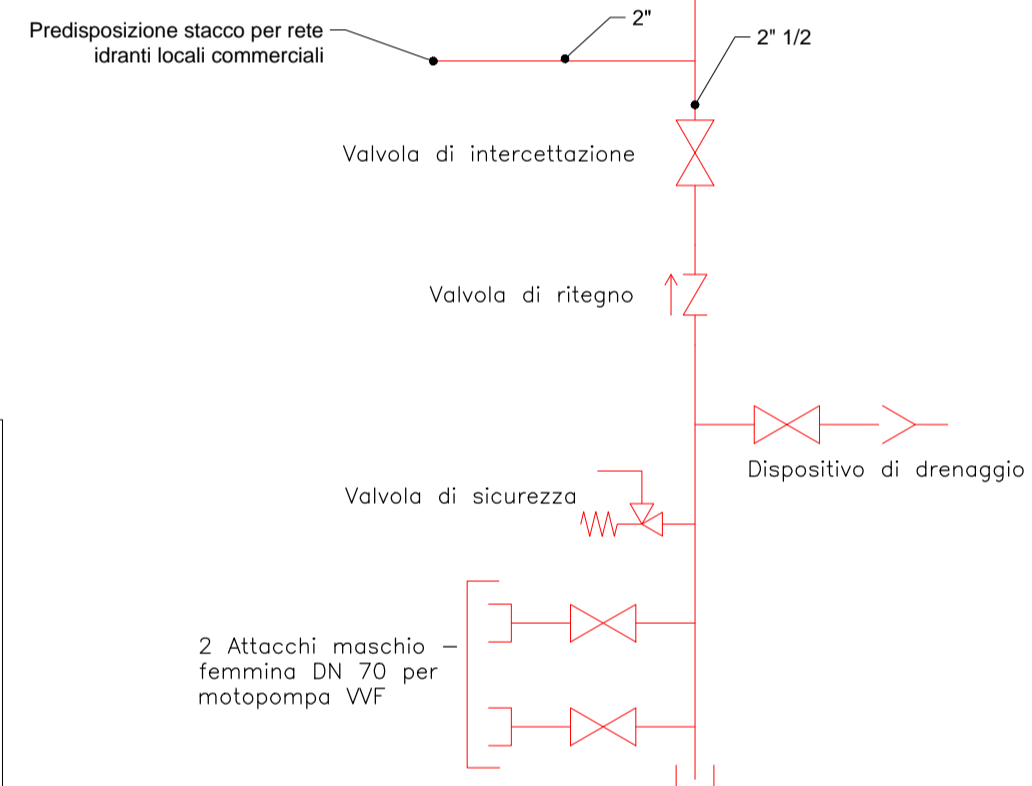 Predisposizione stacco per rete
idranti locali commerciali
2"
2" 1/2
Valvola di intercettazione
Valvola di ritegno
Dispositivo di drenaggio
Valvola di sicurezza
2 Attacchi maschio –
femmina DN 70 per
motopompa VVF